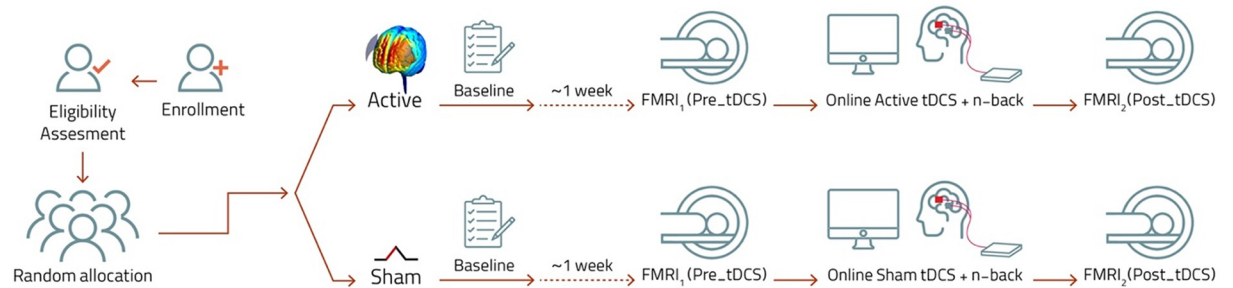 Enrollment
Eligibility
Assesment
Random allocation
Active
Baseline
~1 week
FMRI₁(Pre_tDCS)
Online Active tDCS + n-back
FMRI₂(Post_tDCS)
Sham
Baseline
~1 week
FMRI₁(Pre_tDCS)
Online Sham tDCS + n-back
FMRI₂(Post_tDCS)